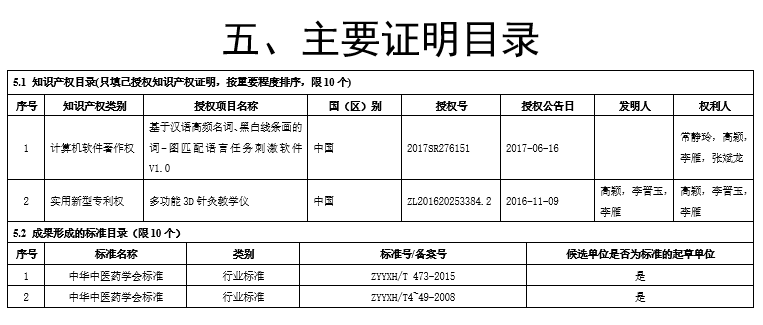 五、主要证明目录
5.1 知识产权目录(只填已授权知识产权证明，按重要程度排序，限10个)
序号 知识产权类别 授权项目名称 国（区）别 授权号 授权公告日 发明人 权利人
1 计算机软件著作权 基于汉语高频名词、黑白线条画的词-图匹配语言任务刺激软件V1.0 中国 2017SR276151 2017-06-16 常静玲，高颖，李雁，张斌龙
2 实用新型专利权 多功能3D针灸教学仪 中国 ZL201620253384.2 2016-11-09 高颖，李晉玉，李雁 高颖，李晉玉，李雁
5.2 成果形成的标准目录（限10个）
序号 标准名称 类别 标准号/备案号 候选单位是否为标准的起草单位
1 中华中医药学会标准 行业标准 ZYYXH/T 473-2015 是
2 中华中医药学会标准 行业标准 ZYYXH/T4~49-2008 是